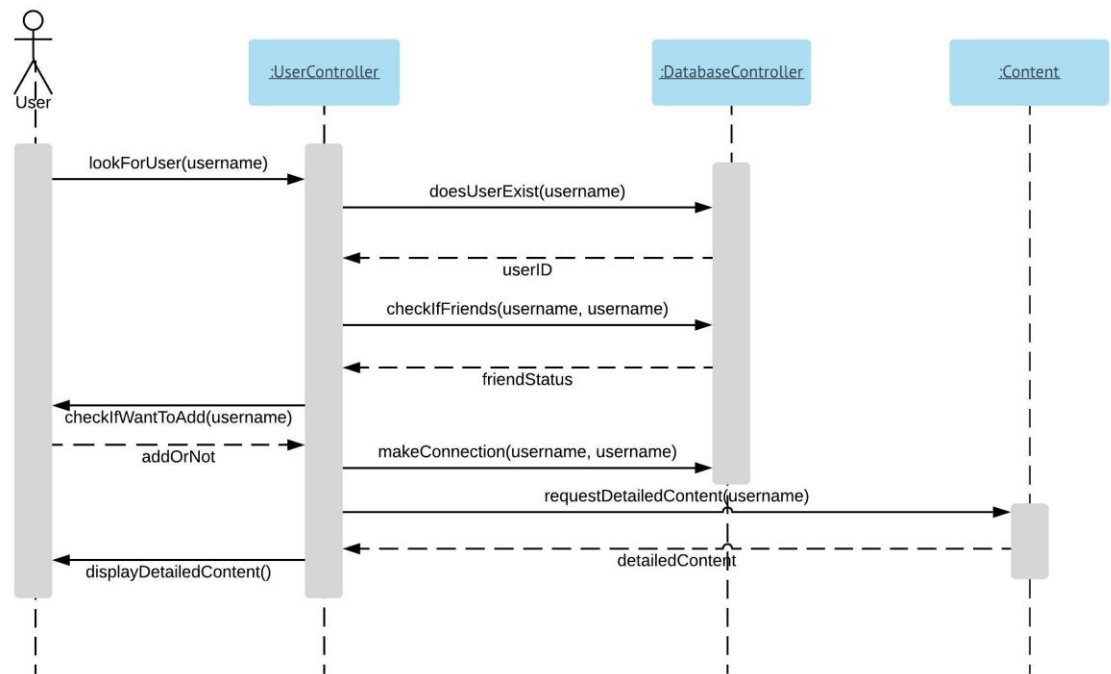 :UserController
:DatabaseController
:Content
User
lookForUser(username)
doesUserExist(username)
userID
checkIfFriends(username, username)
friendStatus
checkIfWantToAdd(username)
addOrNot
makeConnection(username, username)
requestDetailedContent(username)
detailedContent
displayDetailedContent()